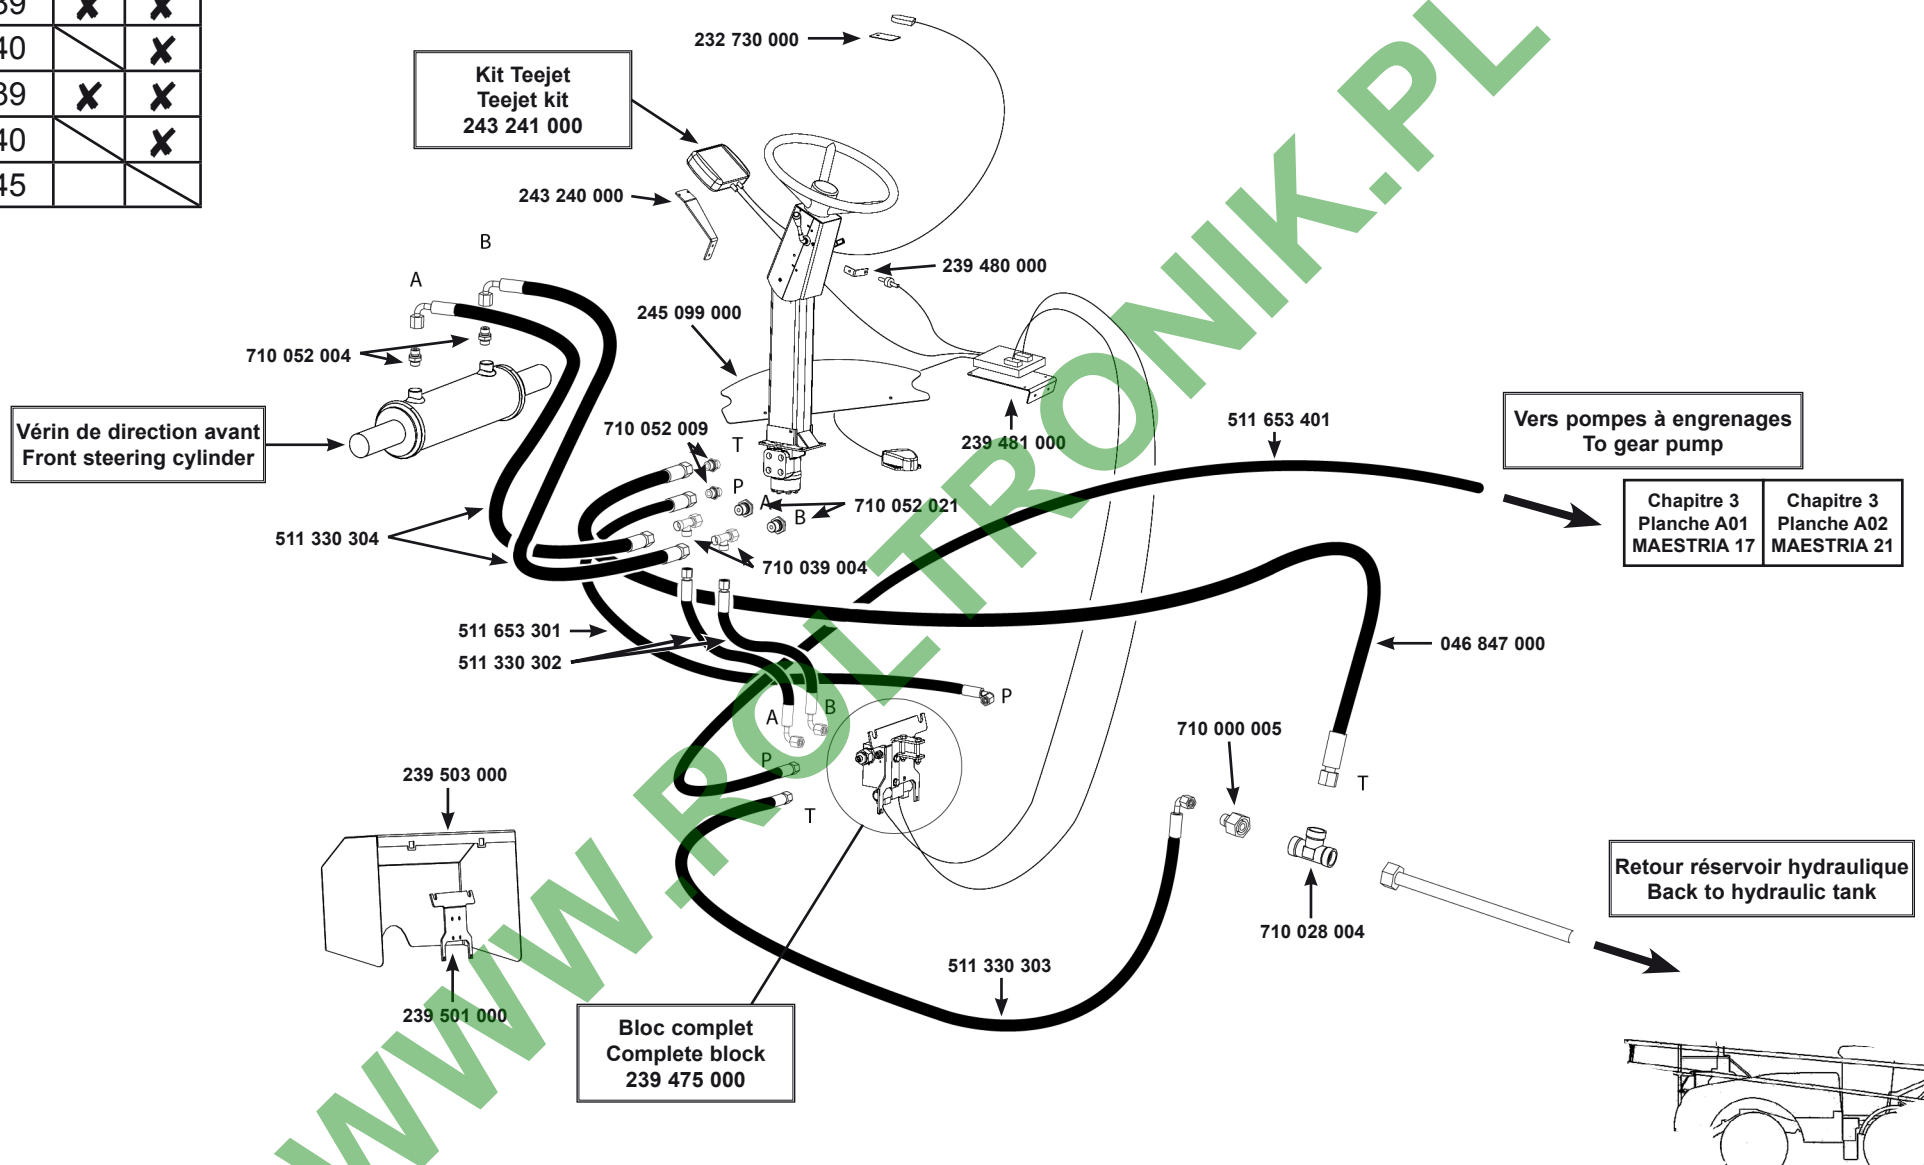 39 ✘ ✘
40 ✘
39 ✘ ✘
40 ✘
45
232 730 000
Kit Teejet
Teejet kit
243 241 000
243 240 000
B
A
239 480 000
245 099 000
710 052 004
Vérin de direction avant
Front steering cylinder
710 052 009
T
P
A
B
239 481 000
511 653 401
Vers pompes à engrenages
To gear pump
Chapitre 3
Planche A01
MAESTRIA 17
Chapitre 3
Planche A02
MAESTRIA 21
710 052 021
511 330 304
710 039 004
511 653 301
511 330 302
046 847 000
P
A
B
P
T
710 000 005
T
239 503 000
239 501 000
Retour réservoir hydraulique
Back to hydraulic tank
710 028 004
511 330 303
Bloc complet
Complete block
239 475 000
WWW.ROLTRONIK.PL